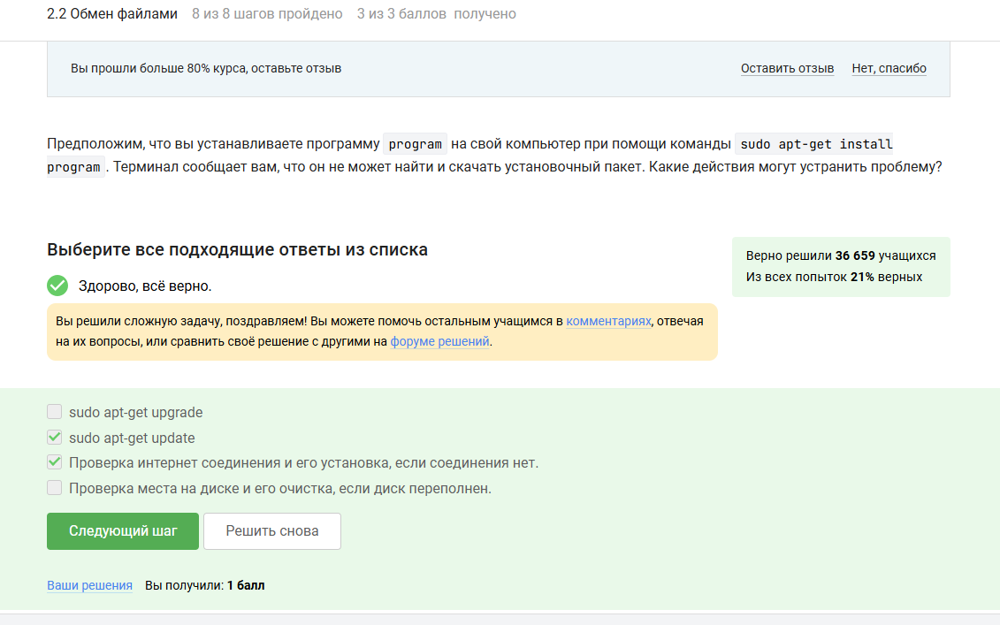 2.2 Обмен файлами 8 из 8 шагов пройдено 3 из 3 баллов получено
Вы прошли больше 80% курса, оставьте отзыв Оставить отзыв Нет, спасибо
Предположим, что вы устанавливаете программу program на свой компьютер при помощи команды sudo apt-get install
program. Терминал сообщает вам, что он не может найти и скачать установочный пакет. Какие действия могут устранить проблему?
Выберите все подходящие ответы из списка
Верно решили 36 659 учащихся
Из всех попыток 21% верных
Здорово, всё верно.
Вы решили сложную задачу, поздравляем! Вы можете помочь остальным учащимся в комментариях, отвечая
на их вопросы, или сравнить своё решение с другими на форуме решений.
sudo apt-get upgrade
sudo apt-get update
Проверка интернет соединения и его установка, если соединения нет.
Проверка места на диске и его очистка, если диск переполнен.
Следующий шаг Решить снова
Ваши решения Вы получили: 1 балл